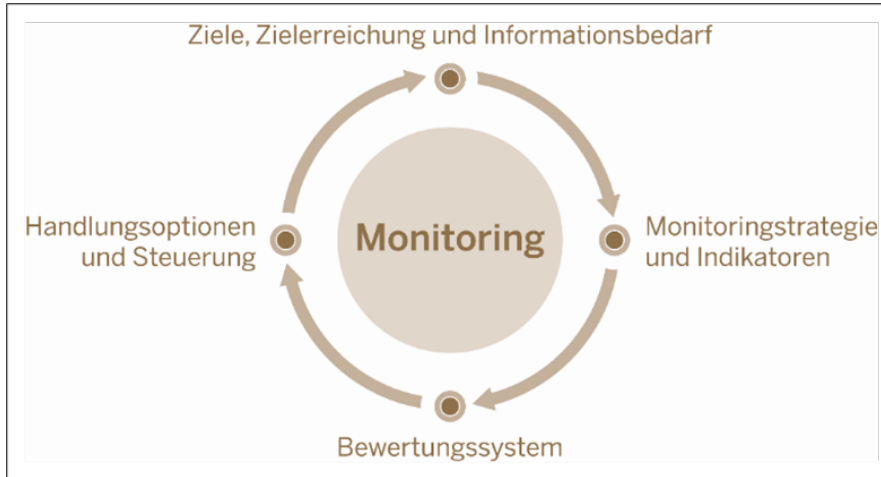 Ziele, Zielerreichung und Informationsbedarf
Handlungsoptionen
und Steuerung
Monitoring
Monitoringstrategie
und Indikatoren
Bewertungssystem